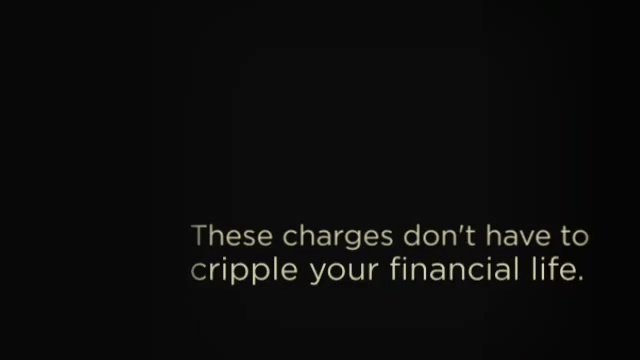 These charges don't have to
cripple your financial life.